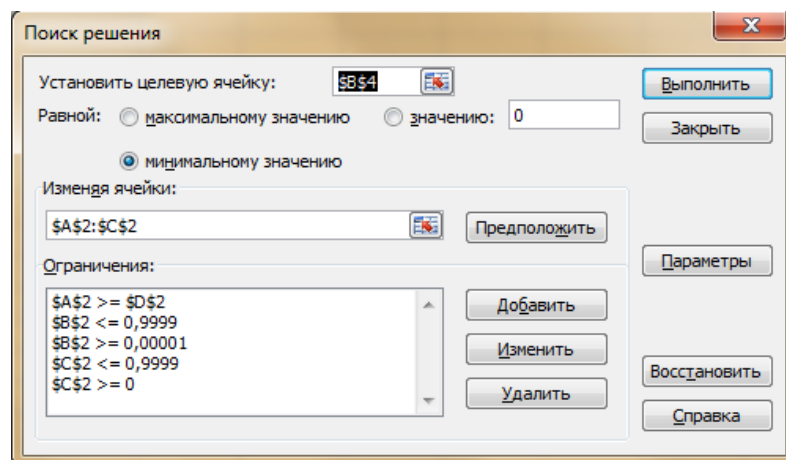 Поиск решения
Установить целевую ячейку: $B$4
Выполнить
Равной: максимальному значению значению: 0
Закрыть
минимальному значению
Изменяя ячейки:
$A$2:$C$2
Предположить
Параметры
Ограничения:
$A$2 >= $D$2
$B$2 <= 0,9999
$B$2 >= 0,00001
$C$2 <= 0,9999
$C$2 >= 0
Добавить
Изменить
Удалить
Восстановить
Справка